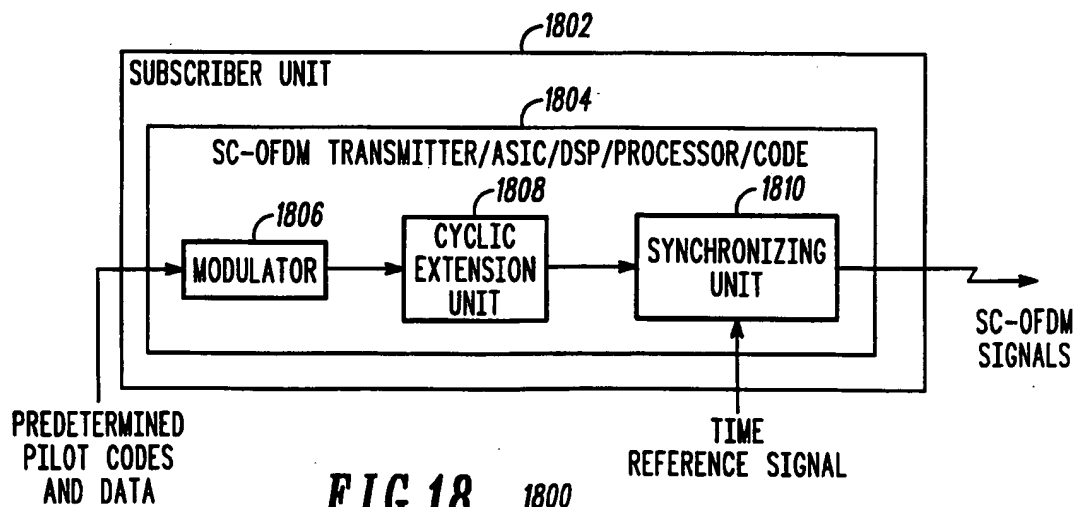 1802
SUBSCRIBER UNIT
1804
SC-OFDM TRANSMITTER/ASIC/DSP/PROCESSOR/CODE
1806
MODULATOR
1808
CYCLIC
EXTENSION
UNIT
1810
SYNCHRONIZING
UNIT
SC-OFDM
SIGNALS
PREDETERMINED
PILOT CODES
AND DATA
TIME
REFERENCE SIGNAL
FIG.18
1800